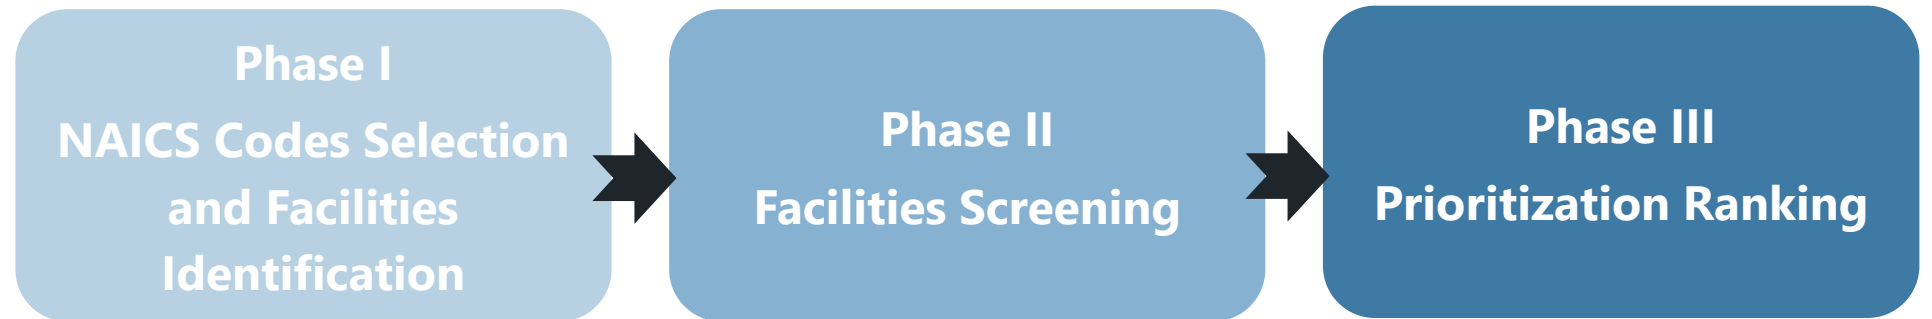 Phase I
NAICS Codes Selection
and Facilities
Identification
Phase II
Facilities Screening
Phase III
Prioritization Ranking